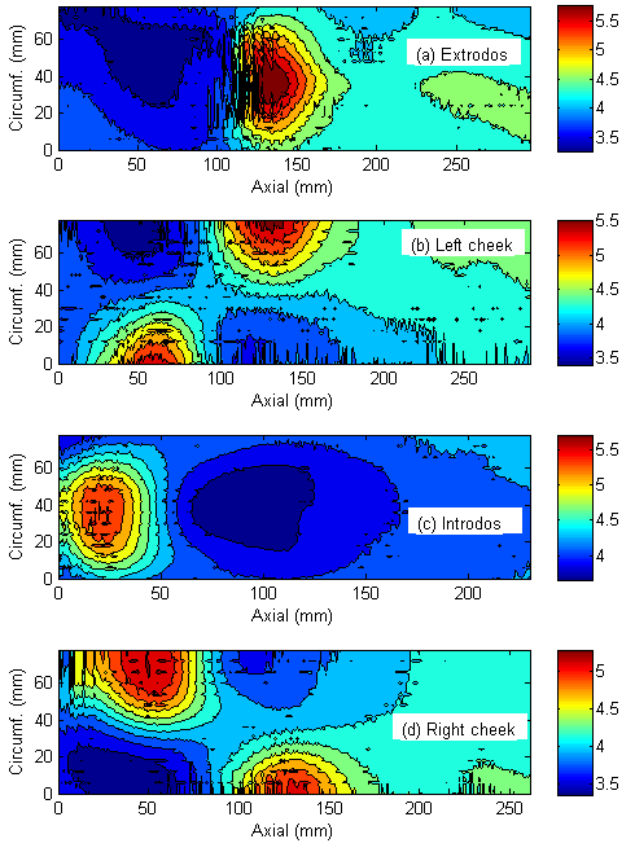 (a) Extrodos
Circumf. (mm)
0 20 40 60
0 50 100 150 200 250
Axial (mm)
3.5 4 4.5 5 5.5
(b) Left cheek
Circumf. (mm)
0 20 40 60
0 50 100 150 200 250
Axial (mm)
3.5 4 4.5 5 5.5
(c) Introdos
Circumf. (mm)
0 20 40 60
0 50 100 150 200
Axial (mm)
4 4.5 5 5.5
(d) Right cheek
Circumf. (mm)
0 20 40 60
0 50 100 150 200 250
Axial (mm)
3.5 4 4.5 5